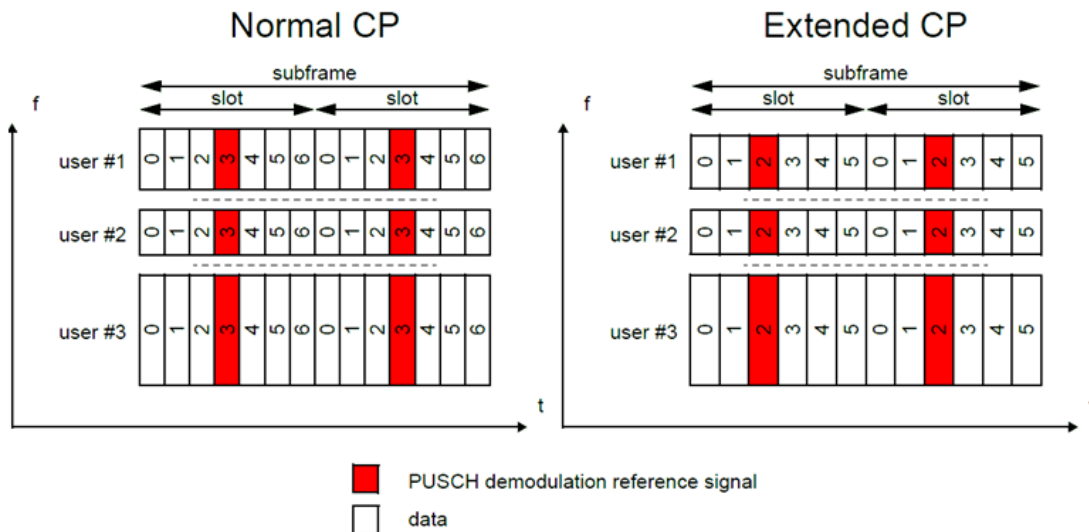 Normal CP
subframe
slot slot
f
user #1 0 1 2 3 4 5 6 0 1 2 3 4 5 6
user #2 0 1 2 3 4 5 6 0 1 2 3 4 5 6
user #3 0 1 2 3 4 5 6 0 1 2 3 4 5 6
t
Extended CP
subframe
slot slot
f
user #1 0 1 2 3 4 5 0 1 2 3 4 5
user #2 0 1 2 3 4 5 0 1 2 3 4 5
user #3 0 1 2 3 4 5 0 1 2 3 4 5
PUSCH demodulation reference signal
data